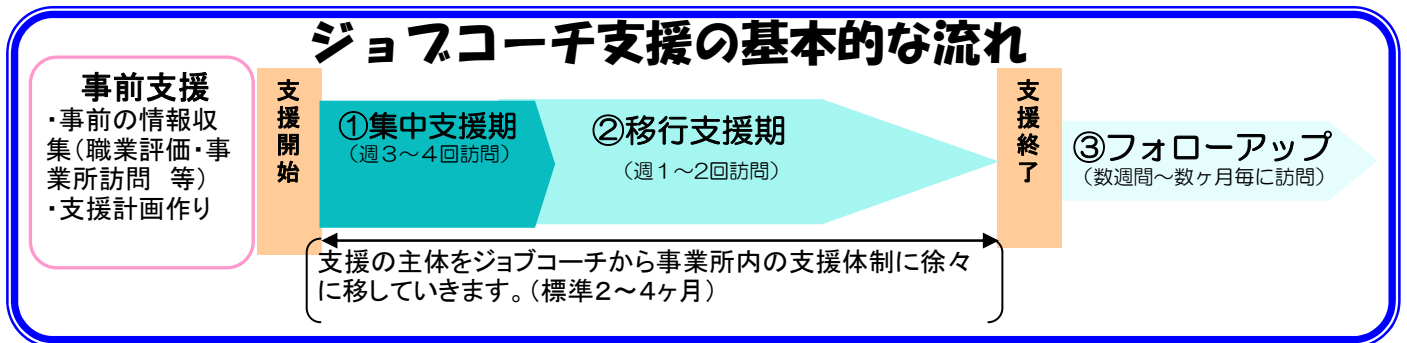 ジョブコーチ支援の基本的な流れ
事前支援
・事前の情報収
集(職業評価・事
業所訪問　等)
・支援計画作り
支援開始
①集中支援期
(週3～4回訪問)
②移行支援期
(週1～2回訪問)
支援終了
③フォローアップ
(数週間～数ヶ月毎に訪問)
支援の主体をジョブコーチから事業所内の支援体制に徐々
に移していきます。(標準2～4ヶ月)